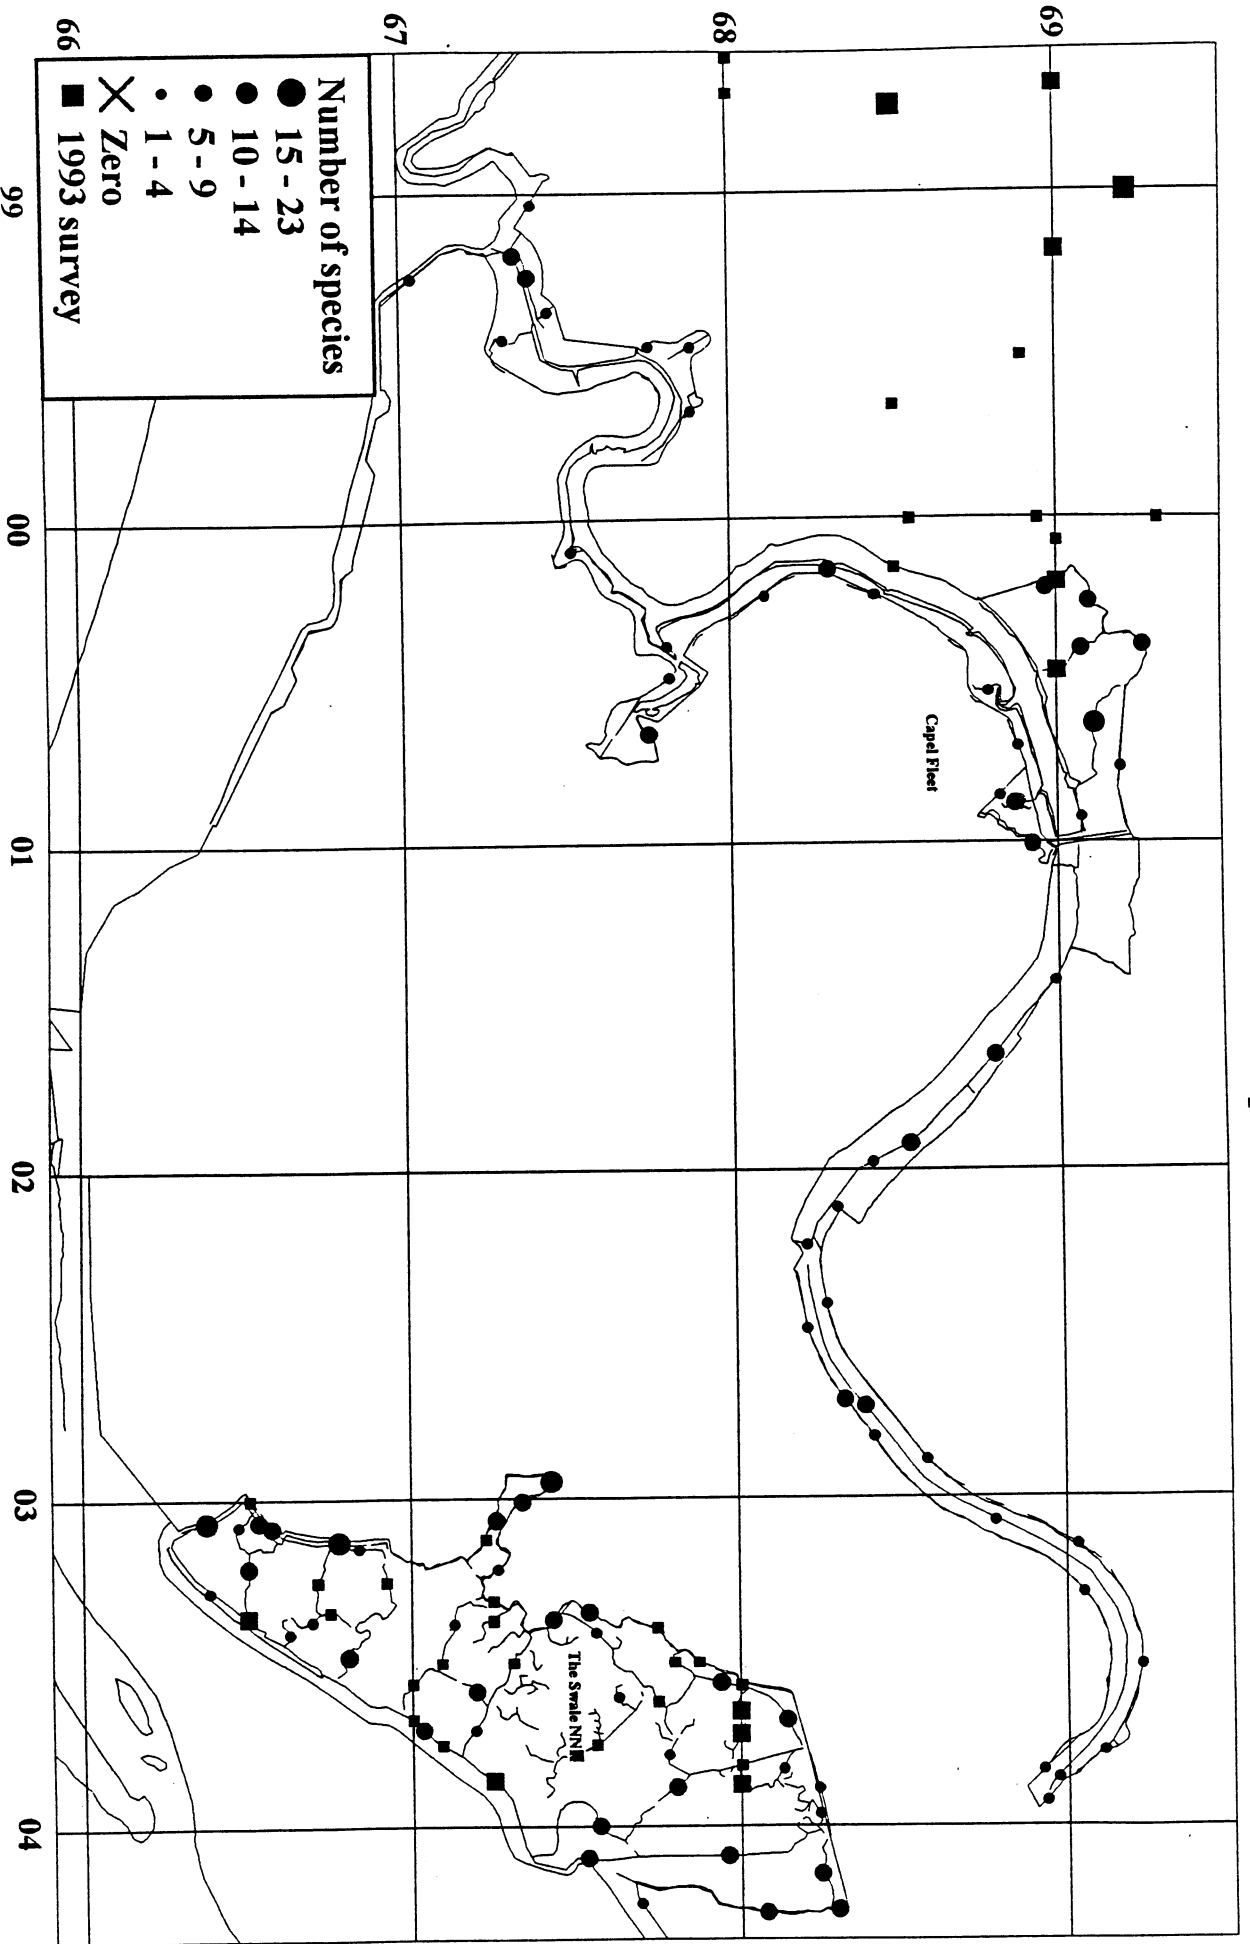 66
67
68
69
Number of species
15 - 23
10 - 14
5 - 9
1 - 4
Zero
1993 survey
99
00
01
02
03
04
Capel Fleet
The Swale NNR